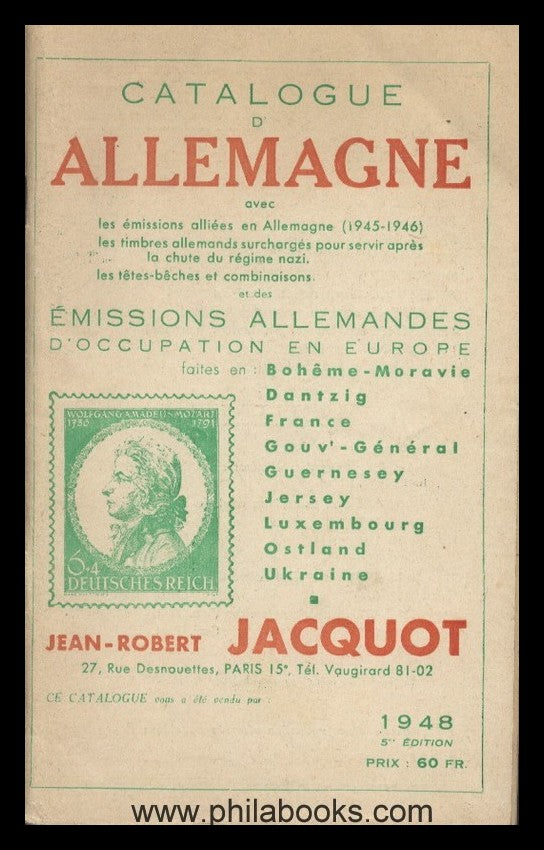 CATALOGUE
D'
ALLEMAGNE
avec
les émissions alliées en Allemagne (1945-1946)
les timbres allemands surchargés pour servir après
la chute du régime nazi.
les têtes-bêches et combinaisons.
et des
ÉMISSIONS ALLEMANDES
D'OCCUPATION EN EUROPE
faites en : Bohême-Moravie
Dantzig
France
Gouv'-Général
Guernesey
Jersey
Luxembourg
Ostland
Ukraine
WOLFGANG AMADEUS MOZART
1756 1791
6+4
DEUTSCHES REICH
JEAN-ROBERT JACQUOT
27, Rue Desnouettes, PARIS 15e, Tél. Vaugirard 81-02
CE CATALOGUE vous a été vendu par :
1948
5me ÉDITION
PRIX : 60 FR.
www.philabooks.com